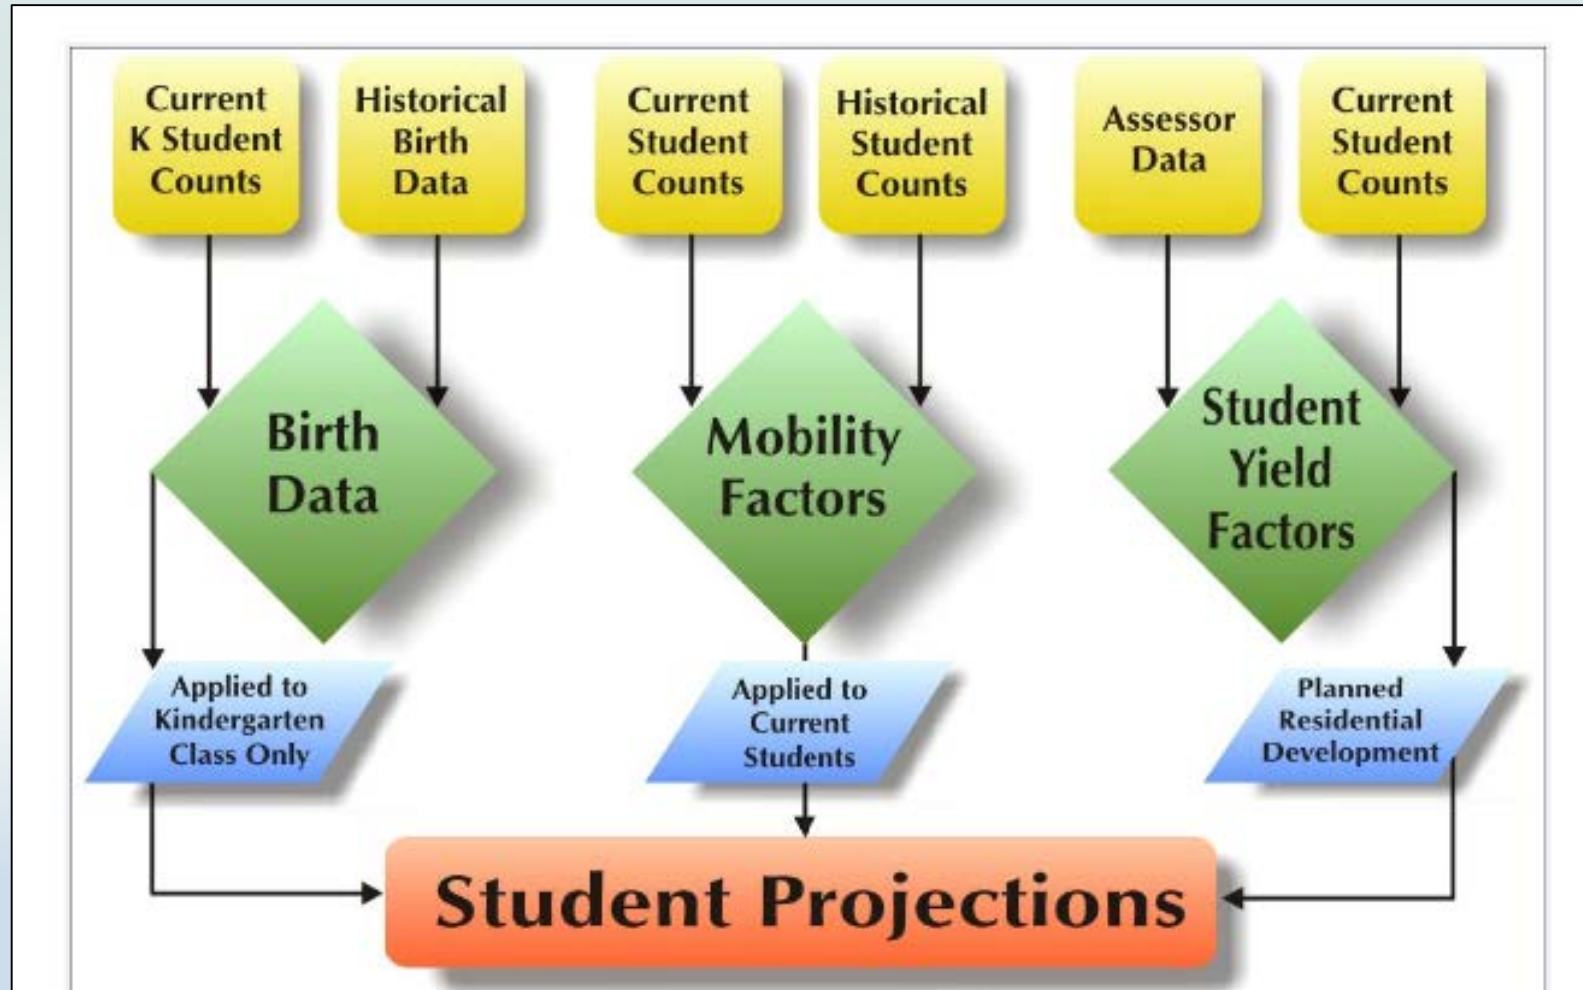 Current
K Student
Counts
Historical
Birth
Data
Current
Student
Counts
Historical
Student
Counts
Assessor
Data
Current
Student
Counts
Birth
Data
Mobility
Factors
Student
Yield
Factors
Applied to
Kindergarten
Class Only
Applied to
Current
Students
Planned
Residential
Development
Student Projections